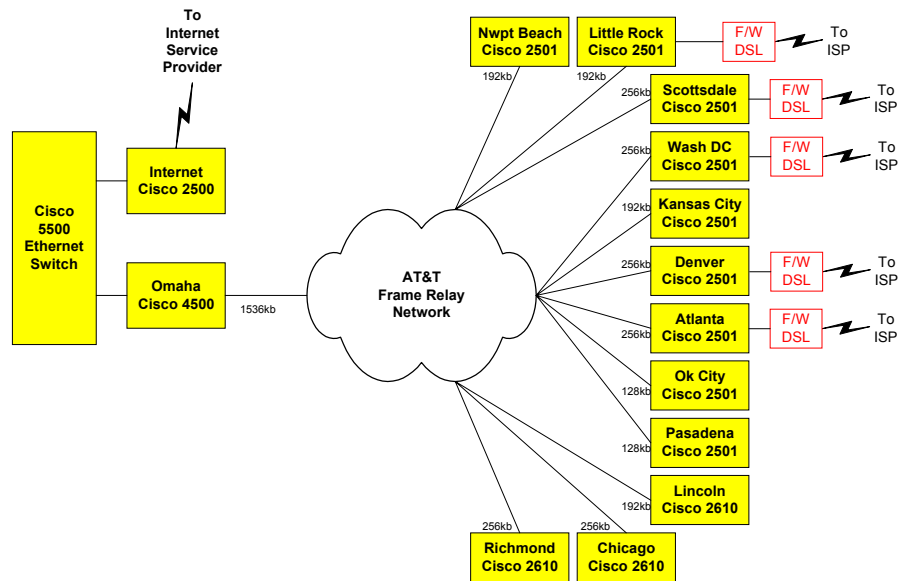 To
Internet
Service
Provider
Nwpt Beach
Cisco 2501
192kb
Little Rock
Cisco 2501
192kb
F/W
DSL
To
ISP
Scottsdale
Cisco 2501
256kb
F/W
DSL
To
ISP
Internet
Cisco 2500
Wash DC
Cisco 2501
256kb
F/W
DSL
To
ISP
Cisco
5500
Ethernet
Switch
Kansas City
Cisco 2501
192kb
Omaha
Cisco 4500
1536kb
AT&T
Frame Relay
Network
Denver
Cisco 2501
256kb
F/W
DSL
To
ISP
Atlanta
Cisco 2501
256kb
F/W
DSL
To
ISP
Ok City
Cisco 2501
128kb
Pasadena
Cisco 2501
128kb
Lincoln
Cisco 2610
192kb
256kb
Richmond
Cisco 2610
256kb
Chicago
Cisco 2610